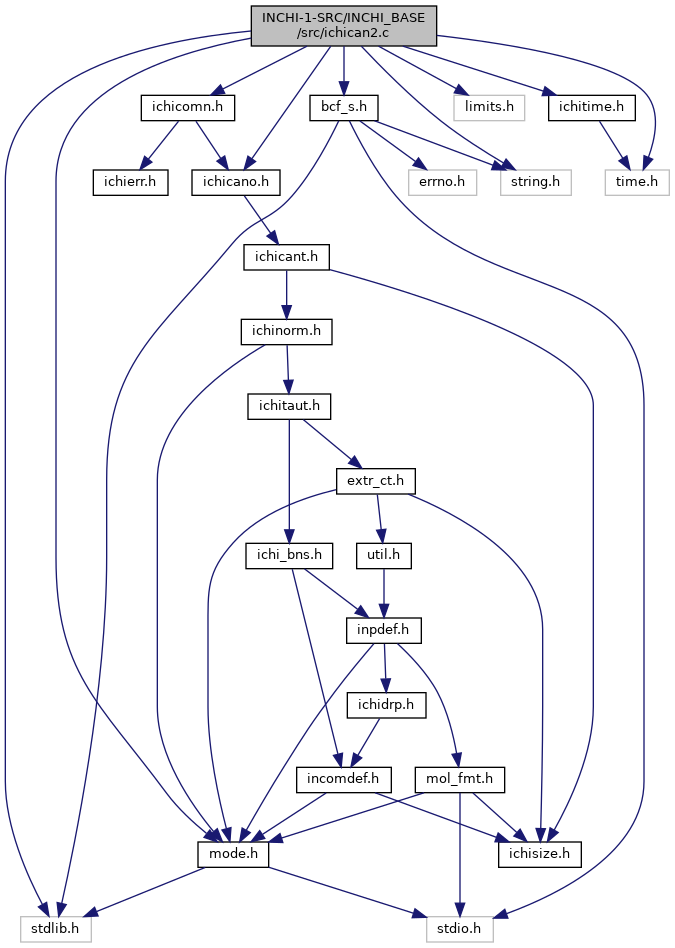 INCHI-1-SRC/INCHI_BASE
/src/ichican2.c
ichicomn.h
bcf_s.h
limits.h
ichitime.h
ichierr.h
ichicano.h
errno.h
string.h
time.h
ichicant.h
ichinorm.h
ichitaut.h
extr_ct.h
ichi_bns.h
util.h
inpdef.h
ichidrp.h
incomdef.h
mol_fmt.h
mode.h
ichisize.h
stdlib.h
stdio.h